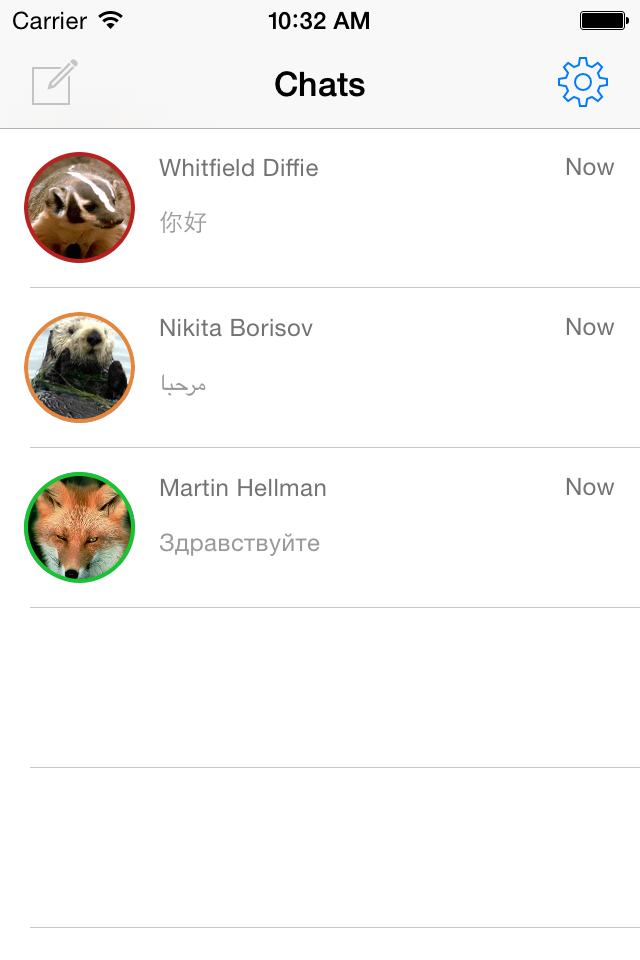 Carrier 10:32 AM
Chats
Whitfield Diffie Now
你好
Nikita Borisov Now
مرحبا
Martin Hellman Now
Здравствуйте